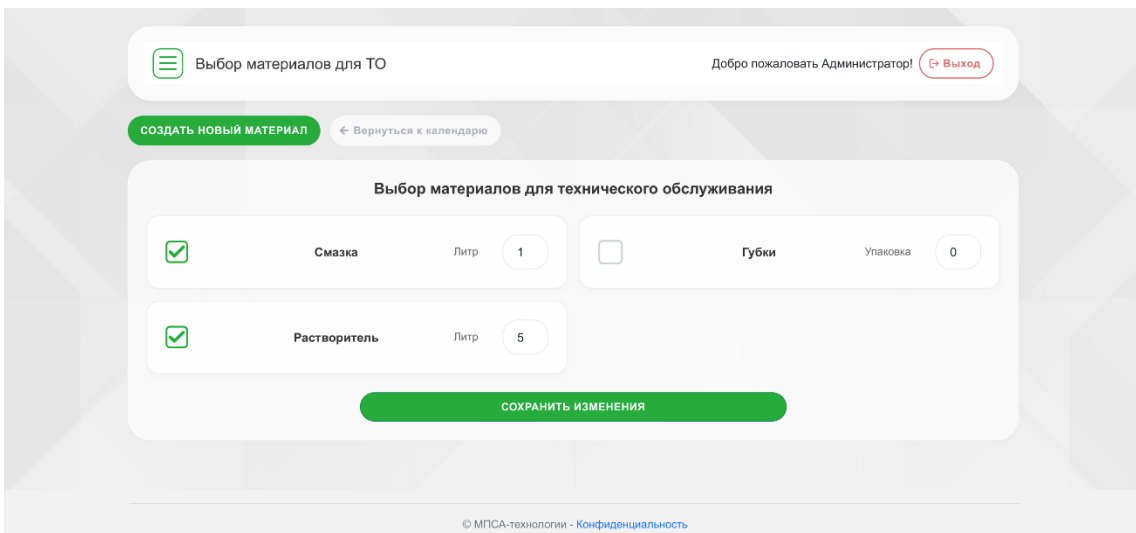 Выбор материалов для ТО
Добро пожаловать Администратор!
Выход
СОЗДАТЬ НОВЫЙ МАТЕРИАЛ
← Вернуться к календарю
Выбор материалов для технического обслуживания
Смазка Литр 1
Губки Упаковка 0
Растворитель Литр 5
СОХРАНИТЬ ИЗМЕНЕНИЯ
© МПСА-технологии - Конфиденциальность